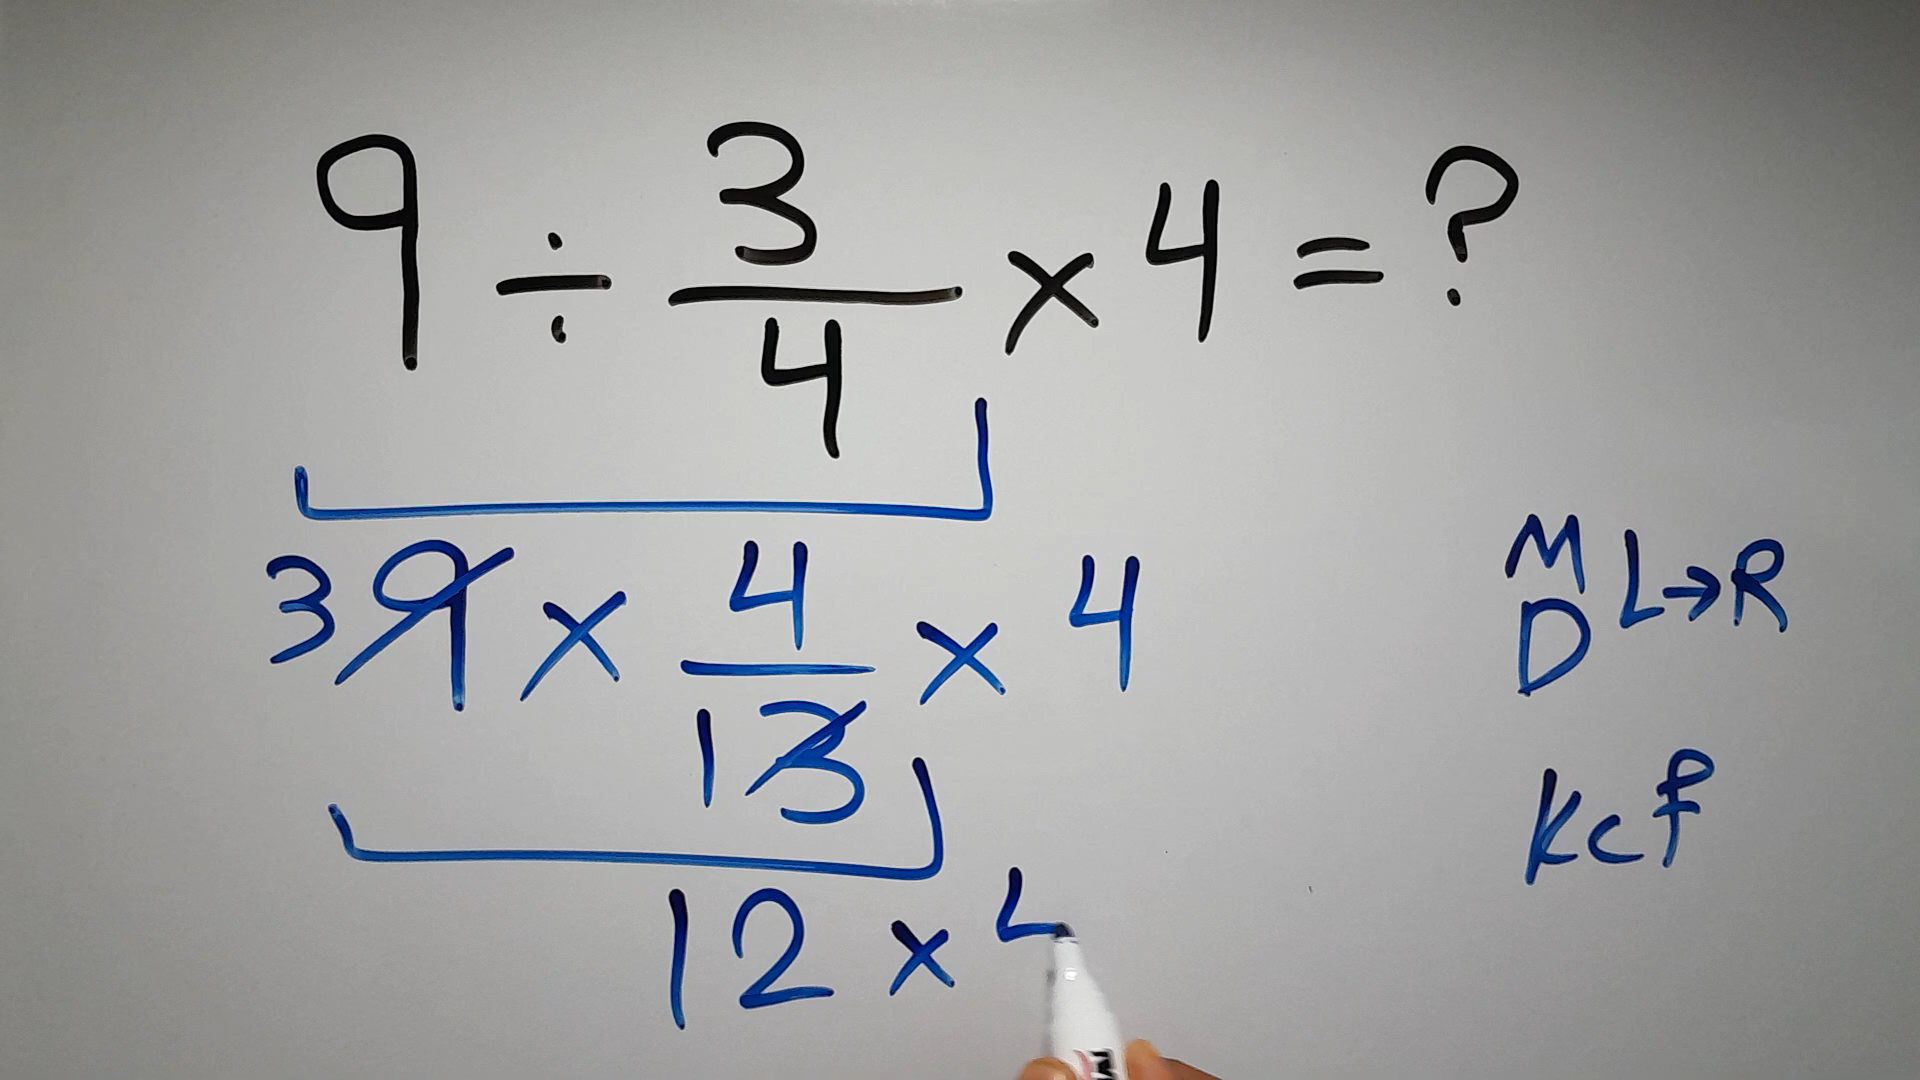 9 ÷ 3/4 × 4 = ?
3 9 × 4/1 3 × 4
12 × 4
M
D L→R
Kcf